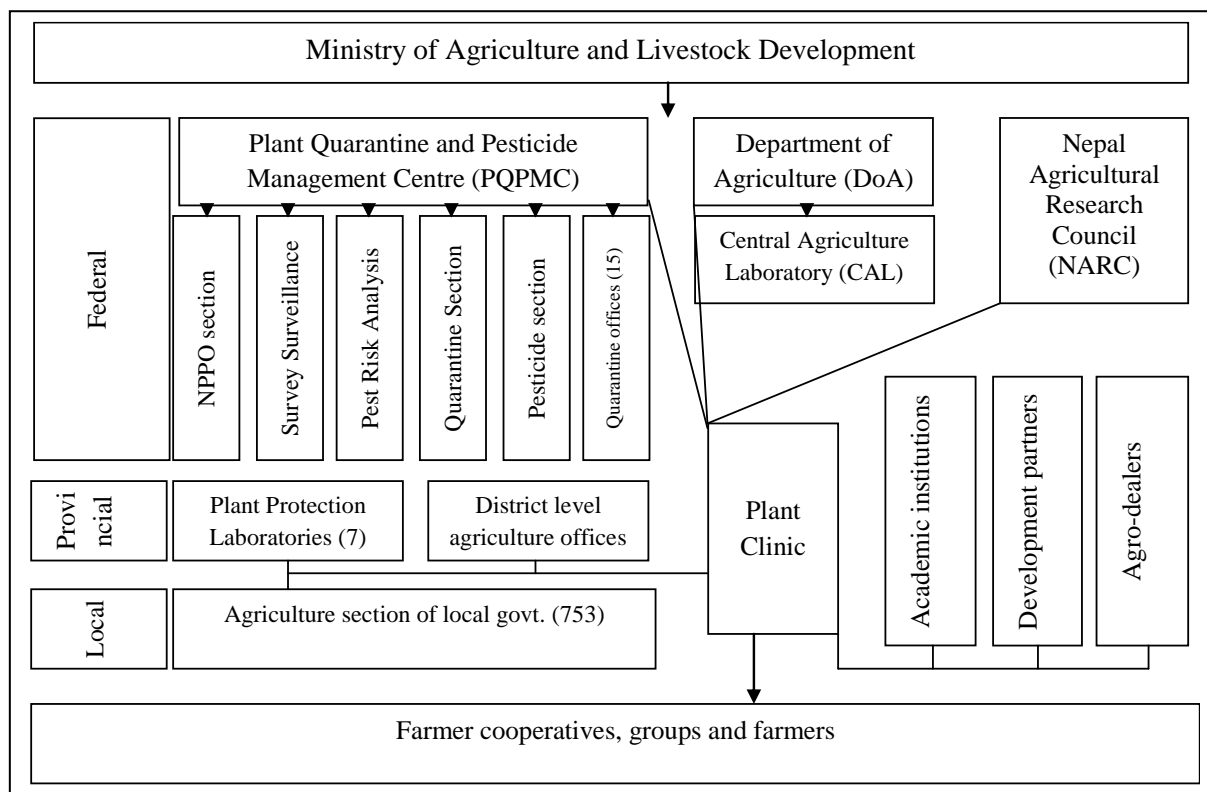 Ministry of Agriculture and Livestock Development
Federal
Plant Quarantine and Pesticide
Management Centre (PQPMC)
Department of
Agriculture (DoA)
Nepal
Agricultural
Research
Council
(NARC)
NPPO section
Survey Surveillance
Pest Risk Analysis
Quarantine Section
Pesticide section
Quarantine offices (15)
Central Agriculture
Laboratory (CAL)
Plant
Clinic
Academic institutions
Development partners
Agro-dealers
Provi
ncial
Plant Protection
Laboratories (7)
District level
agriculture offices
Local
Agriculture section of local govt. (753)
Farmer cooperatives, groups and farmers